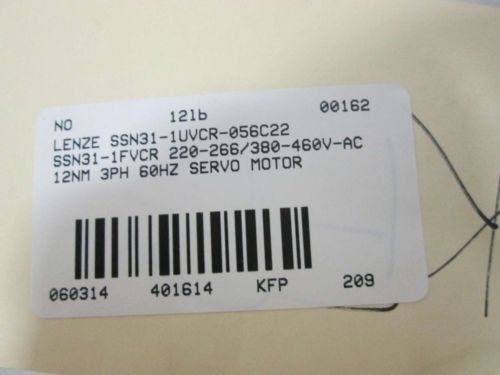 NO 12lb 00162
LENZE SSN31-1UVCR-056C22
SSN31-1FVCR 220-266/380-460V-AC
12NM 3PH 60HZ SERVO MOTOR
060314 401614 KFP 209